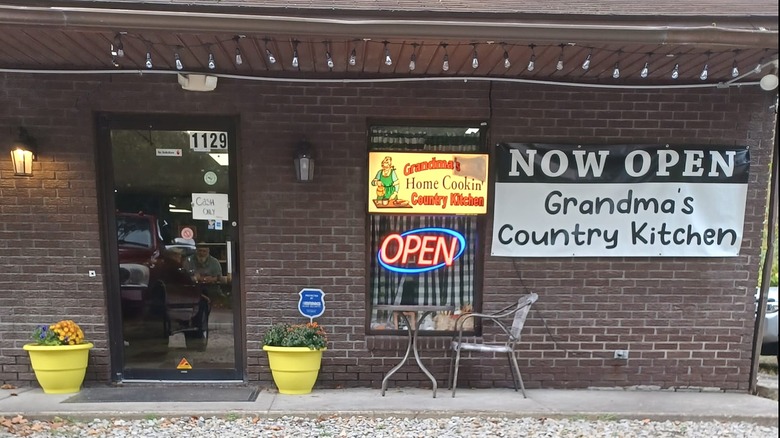 1129
CASH
ONLY
Grandma's
Home Cookin'
Country Kitchen
OPEN
NOW OPEN
Grandma's
Country Kitchen